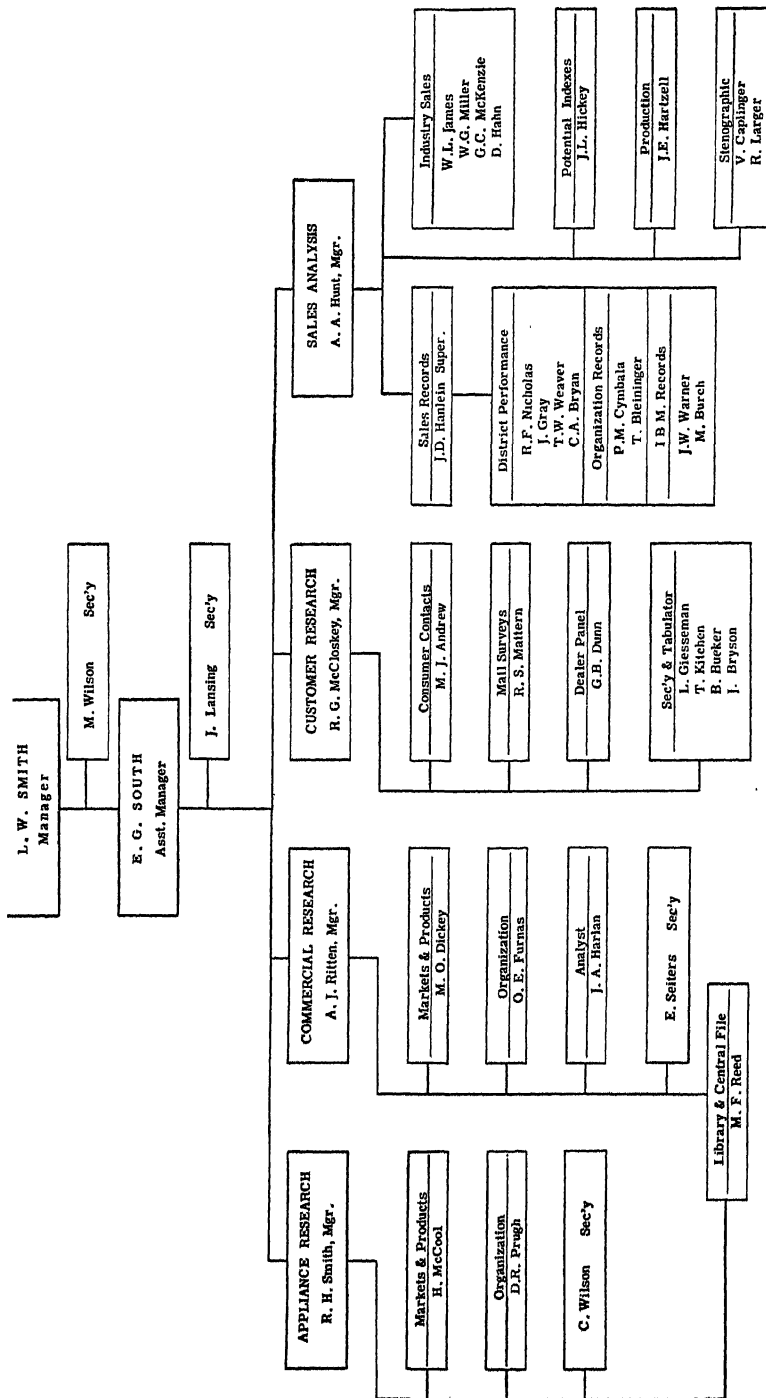 L. W. SMITH
Manager
M. Wilson Sec'y
E. G. SOUTH
Asst. Manager
J. Lansing Sec'y
APPLIANCE RESEARCH
R. H. Smith, Mgr.
Markets & Products
H. McCool
Organization
D.R. Prugh
C. Wilson Sec'y
COMMERCIAL RESEARCH
A. J. Ritten, Mgr.
Markets & Products
M. O. Dickey
Organization
O. E. Furnas
Analyst
J. A. Harlan
E. Seiters Sec'y
Library & Central File
M. F. Reed
CUSTOMER RESEARCH
R. G. McCloskey, Mgr.
Consumer Contacts
M. J. Andrew
Mail Surveys
R. S. Mattern
Dealer Panel
G.B. Dunn
Sec'y & Tabulator
L. Giesseman
T. Kitchen
B. Bueker
J. Bryson
SALES ANALYSIS
A. A. Hunt, Mgr.
Sales Records
J.D. Hanlein Super.
District Performance
R.F. Nicholas
J. Gray
T.W. Weaver
C.A. Bryan
Organization Records
P.M. Cymbala
T. Bleininger
I B M. Records
J.W. Warner
M. Burch
Industry Sales
W.L. James
W.G. Miller
G.C. McKenzie
D. Hahn
Potential Indexes
J.L. Hickey
Production
J.E. Hartzell
Stenographic
V. Caplinger
R. Larger